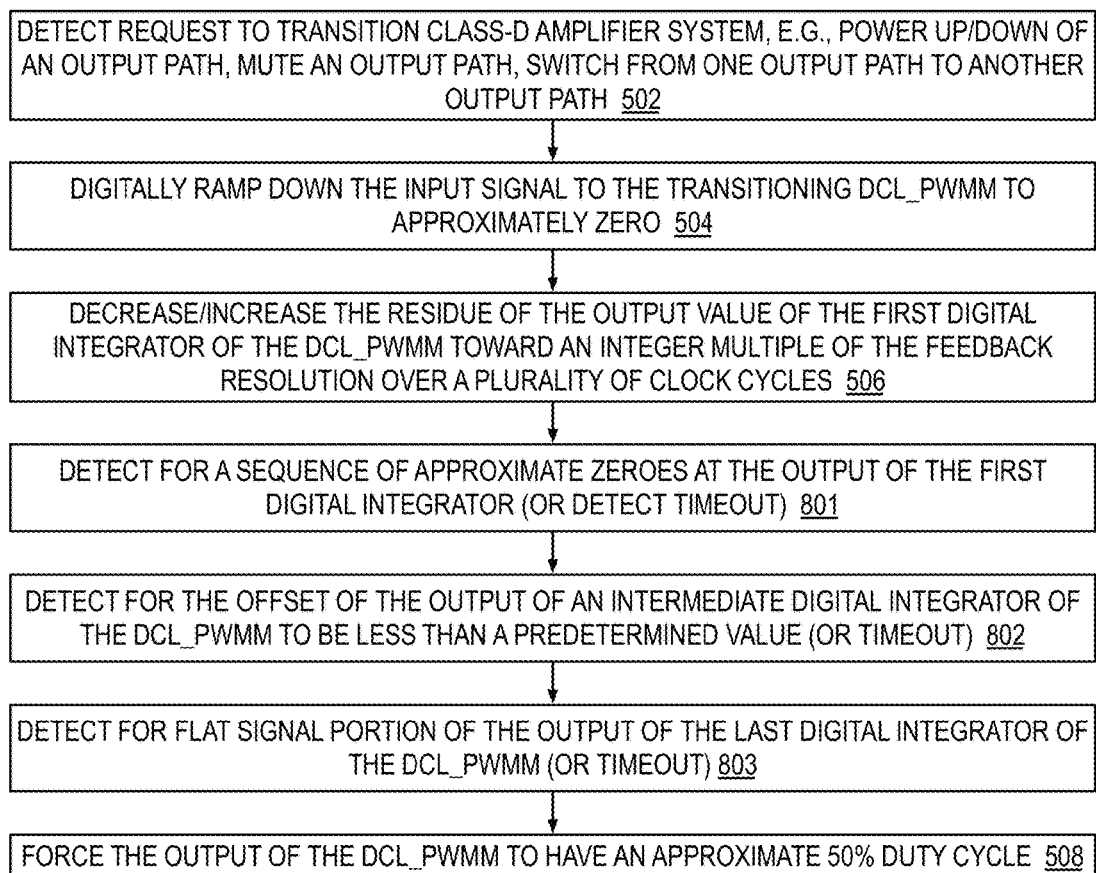 DETECT REQUEST TO TRANSITION CLASS-D AMPLIFIER SYSTEM, E.G., POWER UP/DOWN OF
AN OUTPUT PATH, MUTE AN OUTPUT PATH, SWITCH FROM ONE OUTPUT PATH TO ANOTHER
OUTPUT PATH 502
DIGITALLY RAMP DOWN THE INPUT SIGNAL TO THE TRANSITIONING DCL_PWMM TO
APPROXIMATELY ZERO 504
DECREASE/INCREASE THE RESIDUE OF THE OUTPUT VALUE OF THE FIRST DIGITAL
INTEGRATOR OF THE DCL_PWMM TOWARD AN INTEGER MULTIPLE OF THE FEEDBACK
RESOLUTION OVER A PLURALITY OF CLOCK CYCLES 506
DETECT FOR A SEQUENCE OF APPROXIMATE ZEROES AT THE OUTPUT OF THE FIRST
DIGITAL INTEGRATOR (OR DETECT TIMEOUT) 801
DETECT FOR THE OFFSET OF THE OUTPUT OF AN INTERMEDIATE DIGITAL INTEGRATOR OF
THE DCL_PWMM TO BE LESS THAN A PREDETERMINED VALUE (OR TIMEOUT) 802
DETECT FOR FLAT SIGNAL PORTION OF THE OUTPUT OF THE LAST DIGITAL INTEGRATOR OF
THE DCL_PWMM (OR TIMEOUT) 803
FORCE THE OUTPUT OF THE DCL_PWMM TO HAVE AN APPROXIMATE 50% DUTY CYCLE 508